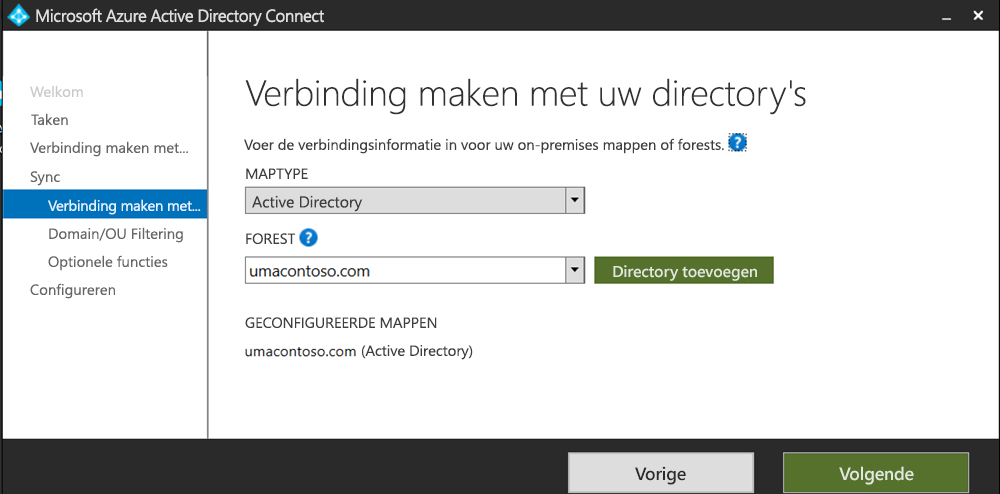 Microsoft Azure Active Directory Connect
Welkom
Taken
Verbinding maken met...
Sync
Verbinding maken met...
Domain/OU Filtering
Optionele functies
Configureren
Verbinding maken met uw directory's
Voer de verbindingsinformatie in voor uw on-premises mappen of forests. ?
MAPTYPE
Active Directory
FOREST ?
umacontoso.com
Directory toevoegen
GECONFIGUREERDE MAPPEN
umacontoso.com (Active Directory)
Vorige
Volgende